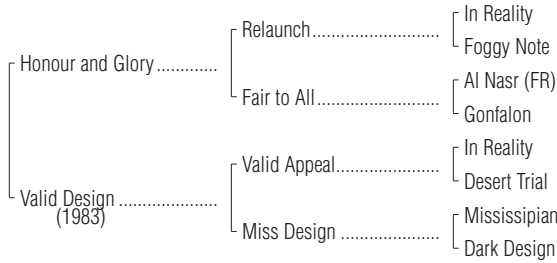 In Reality
Relaunch
Foggy Note
Honour and Glory
Al Nasr (FR)
Fair to All
Gonfalon
In Reality
Valid Appeal
Desert Trial
Valid Design
(1983)
Mississipian
Miss Design
Dark Design